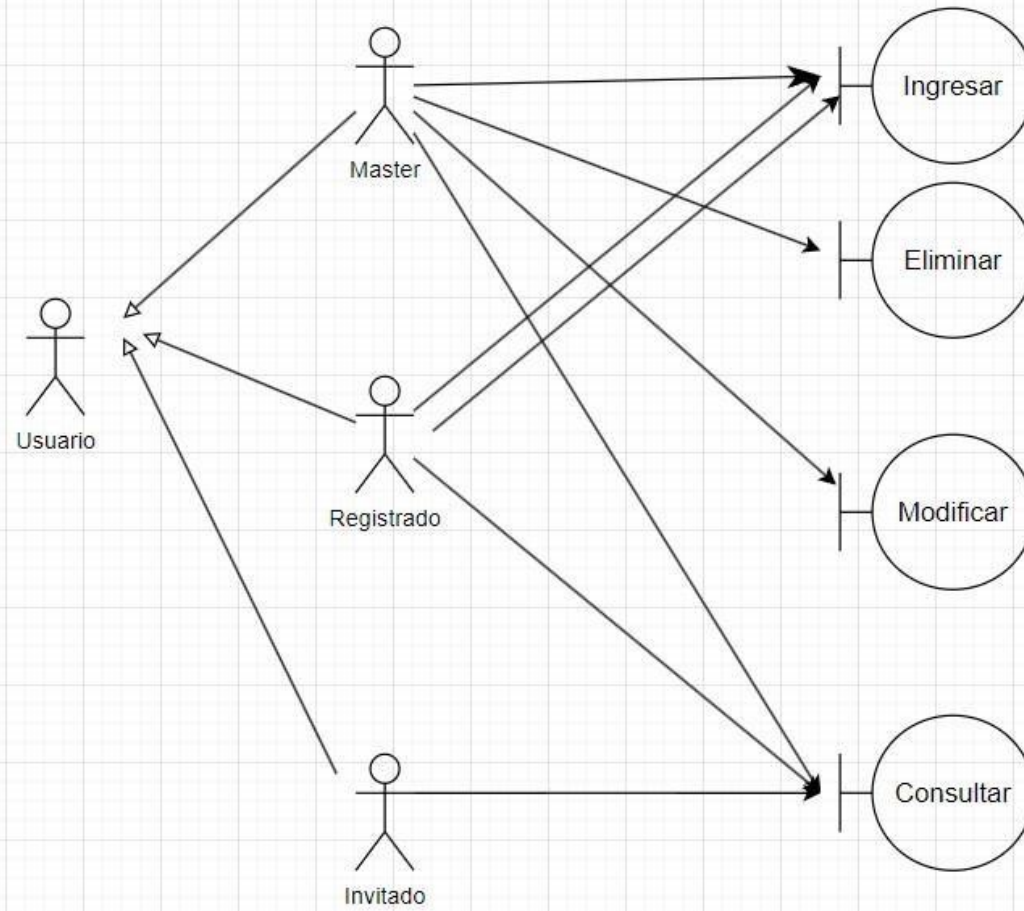 Master
Ingresar
Eliminar
Usuario
Registrado
Modificar
Invitado
Consultar